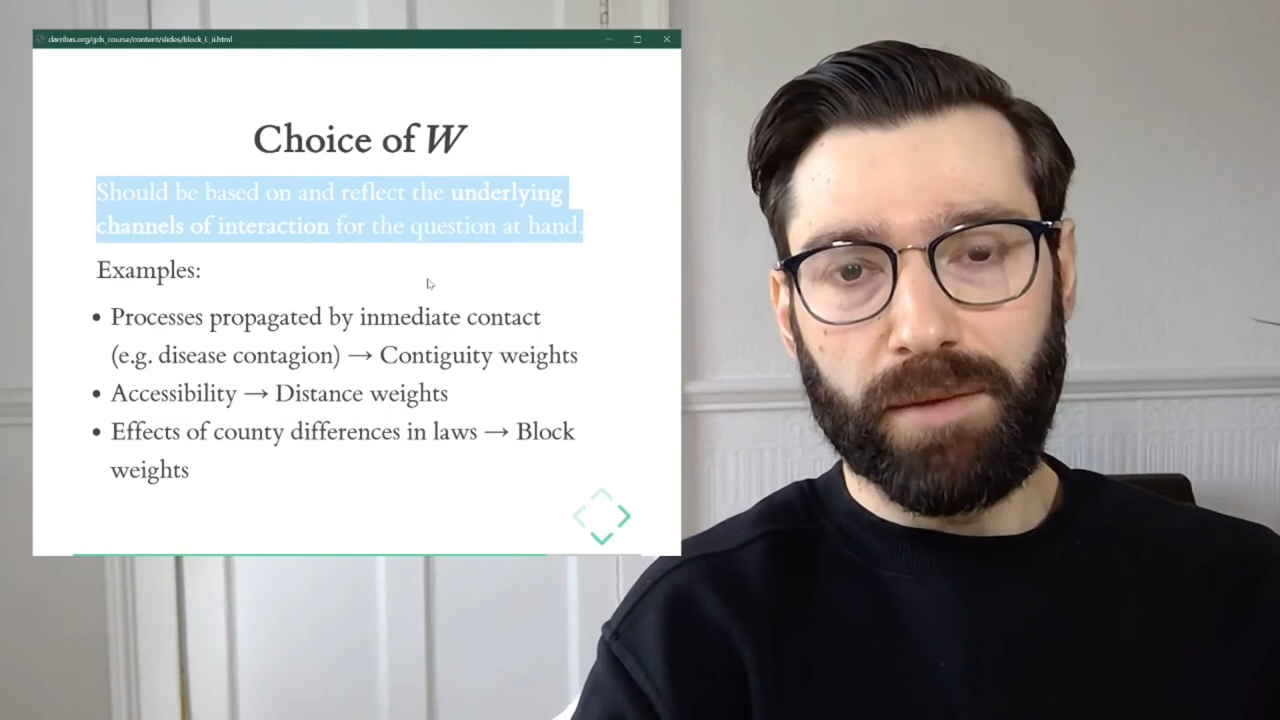 darribas.org/gds_course/content/slides/block_E_ii.html
Choice of W
Should be based on and reflect the underlying
channels of interaction for the question at hand.
Examples:
• Processes propagated by inmediate contact
(e.g. disease contagion) → Contiguity weights
• Accessibility → Distance weights
• Effects of county differences in laws → Block
weights